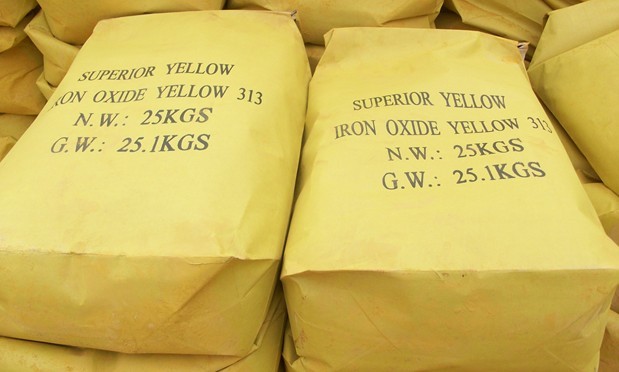 SUPERIOR YELLOW
IRON OXIDE YELLOW 313
N.W.: 25KGS
G.W.: 25.1KGS
SUPERIOR YELLOW
IRON OXIDE YELLOW 313
N.W.: 25KGS
G.W.: 25.1KGS